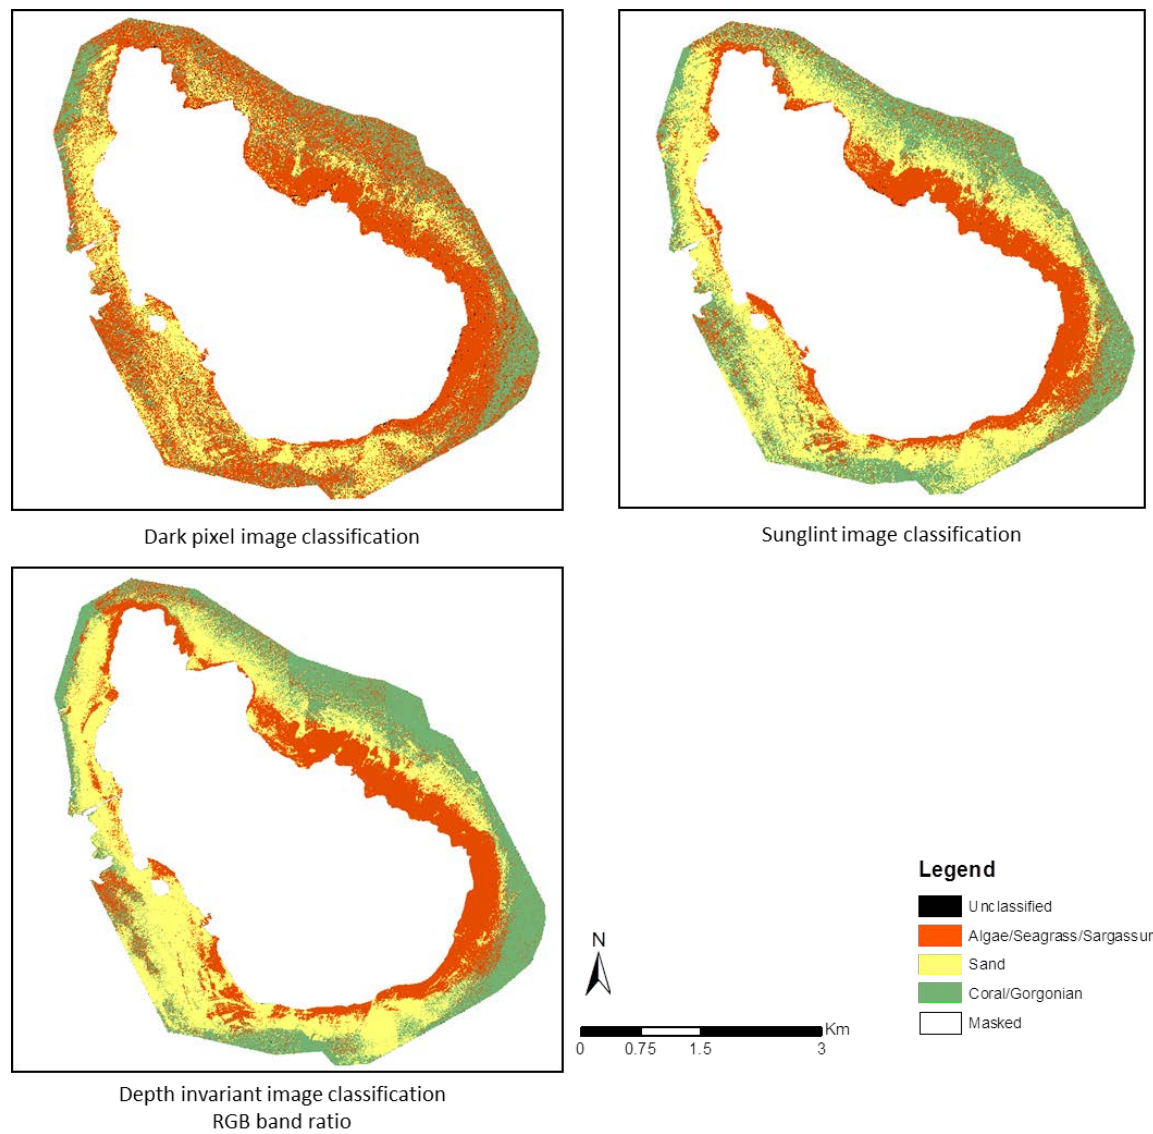 Dark pixel image classification
Sunglint image classification
Depth invariant image classification
RGB band ratio
Legend
Unclassified
Algae/Seagrass/Sargassur
Sand
Coral/Gorgonian
Masked
N
Km
0 0.75 1.5 3